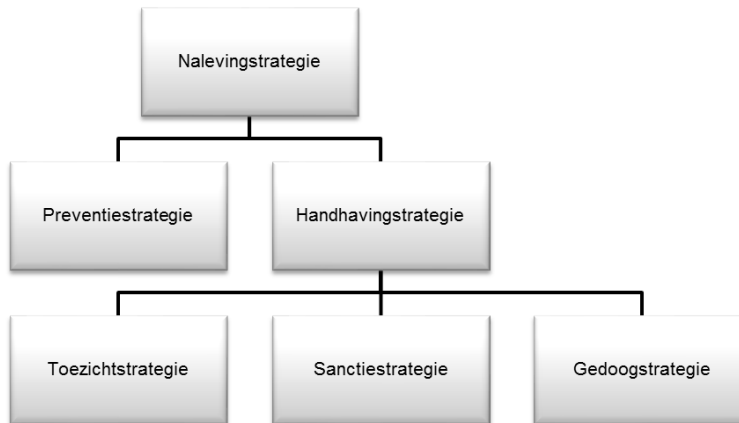 Nalevingstrategie
Preventiestrategie
Handhavingstrategie
Toezichtstrategie
Sanctiestrategie
Gedoogstrategie